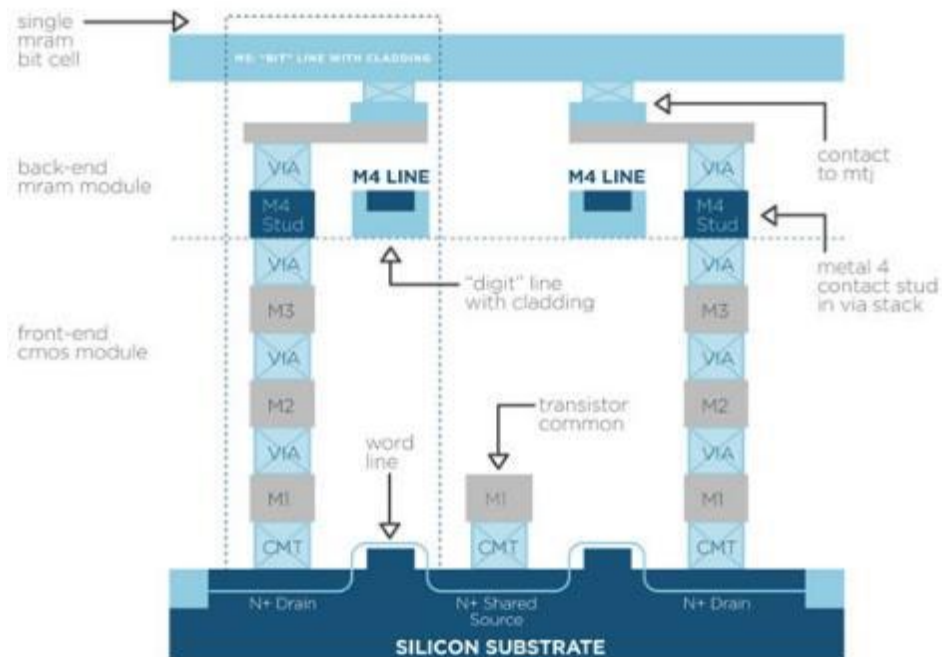 single
mram
bit cell
M5: "BIT" LINE WITH CLADDING
back-end
mram module
VIA
M4 LINE
M4 LINE
VIA
contact
to mtj
M4
Stud
M4
Stud
VIA
"digit" line
with cladding
VIA
metal 4
contact stud
in via stack
front-end
cmos module
M3
M3
VIA
VIA
M2
transistor
common
M2
word
line
VIA
VIA
M1
M1
M1
CMT
CMT
CMT
N+ Drain
N+ Shared
Source
N+ Drain
SILICON SUBSTRATE